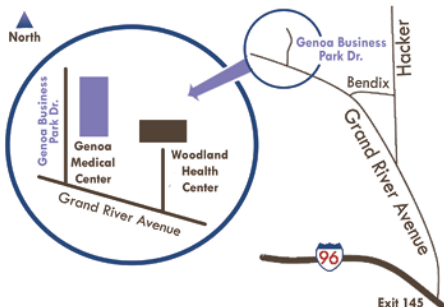 North
Genoa Business
Park Dr.
Genoa
Medical
Center
Woodland
Health
Center
Grand River Avenue
Genoa Business
Park Dr.
Bendix
Hacker
Grand River Avenue
96
Exit 145